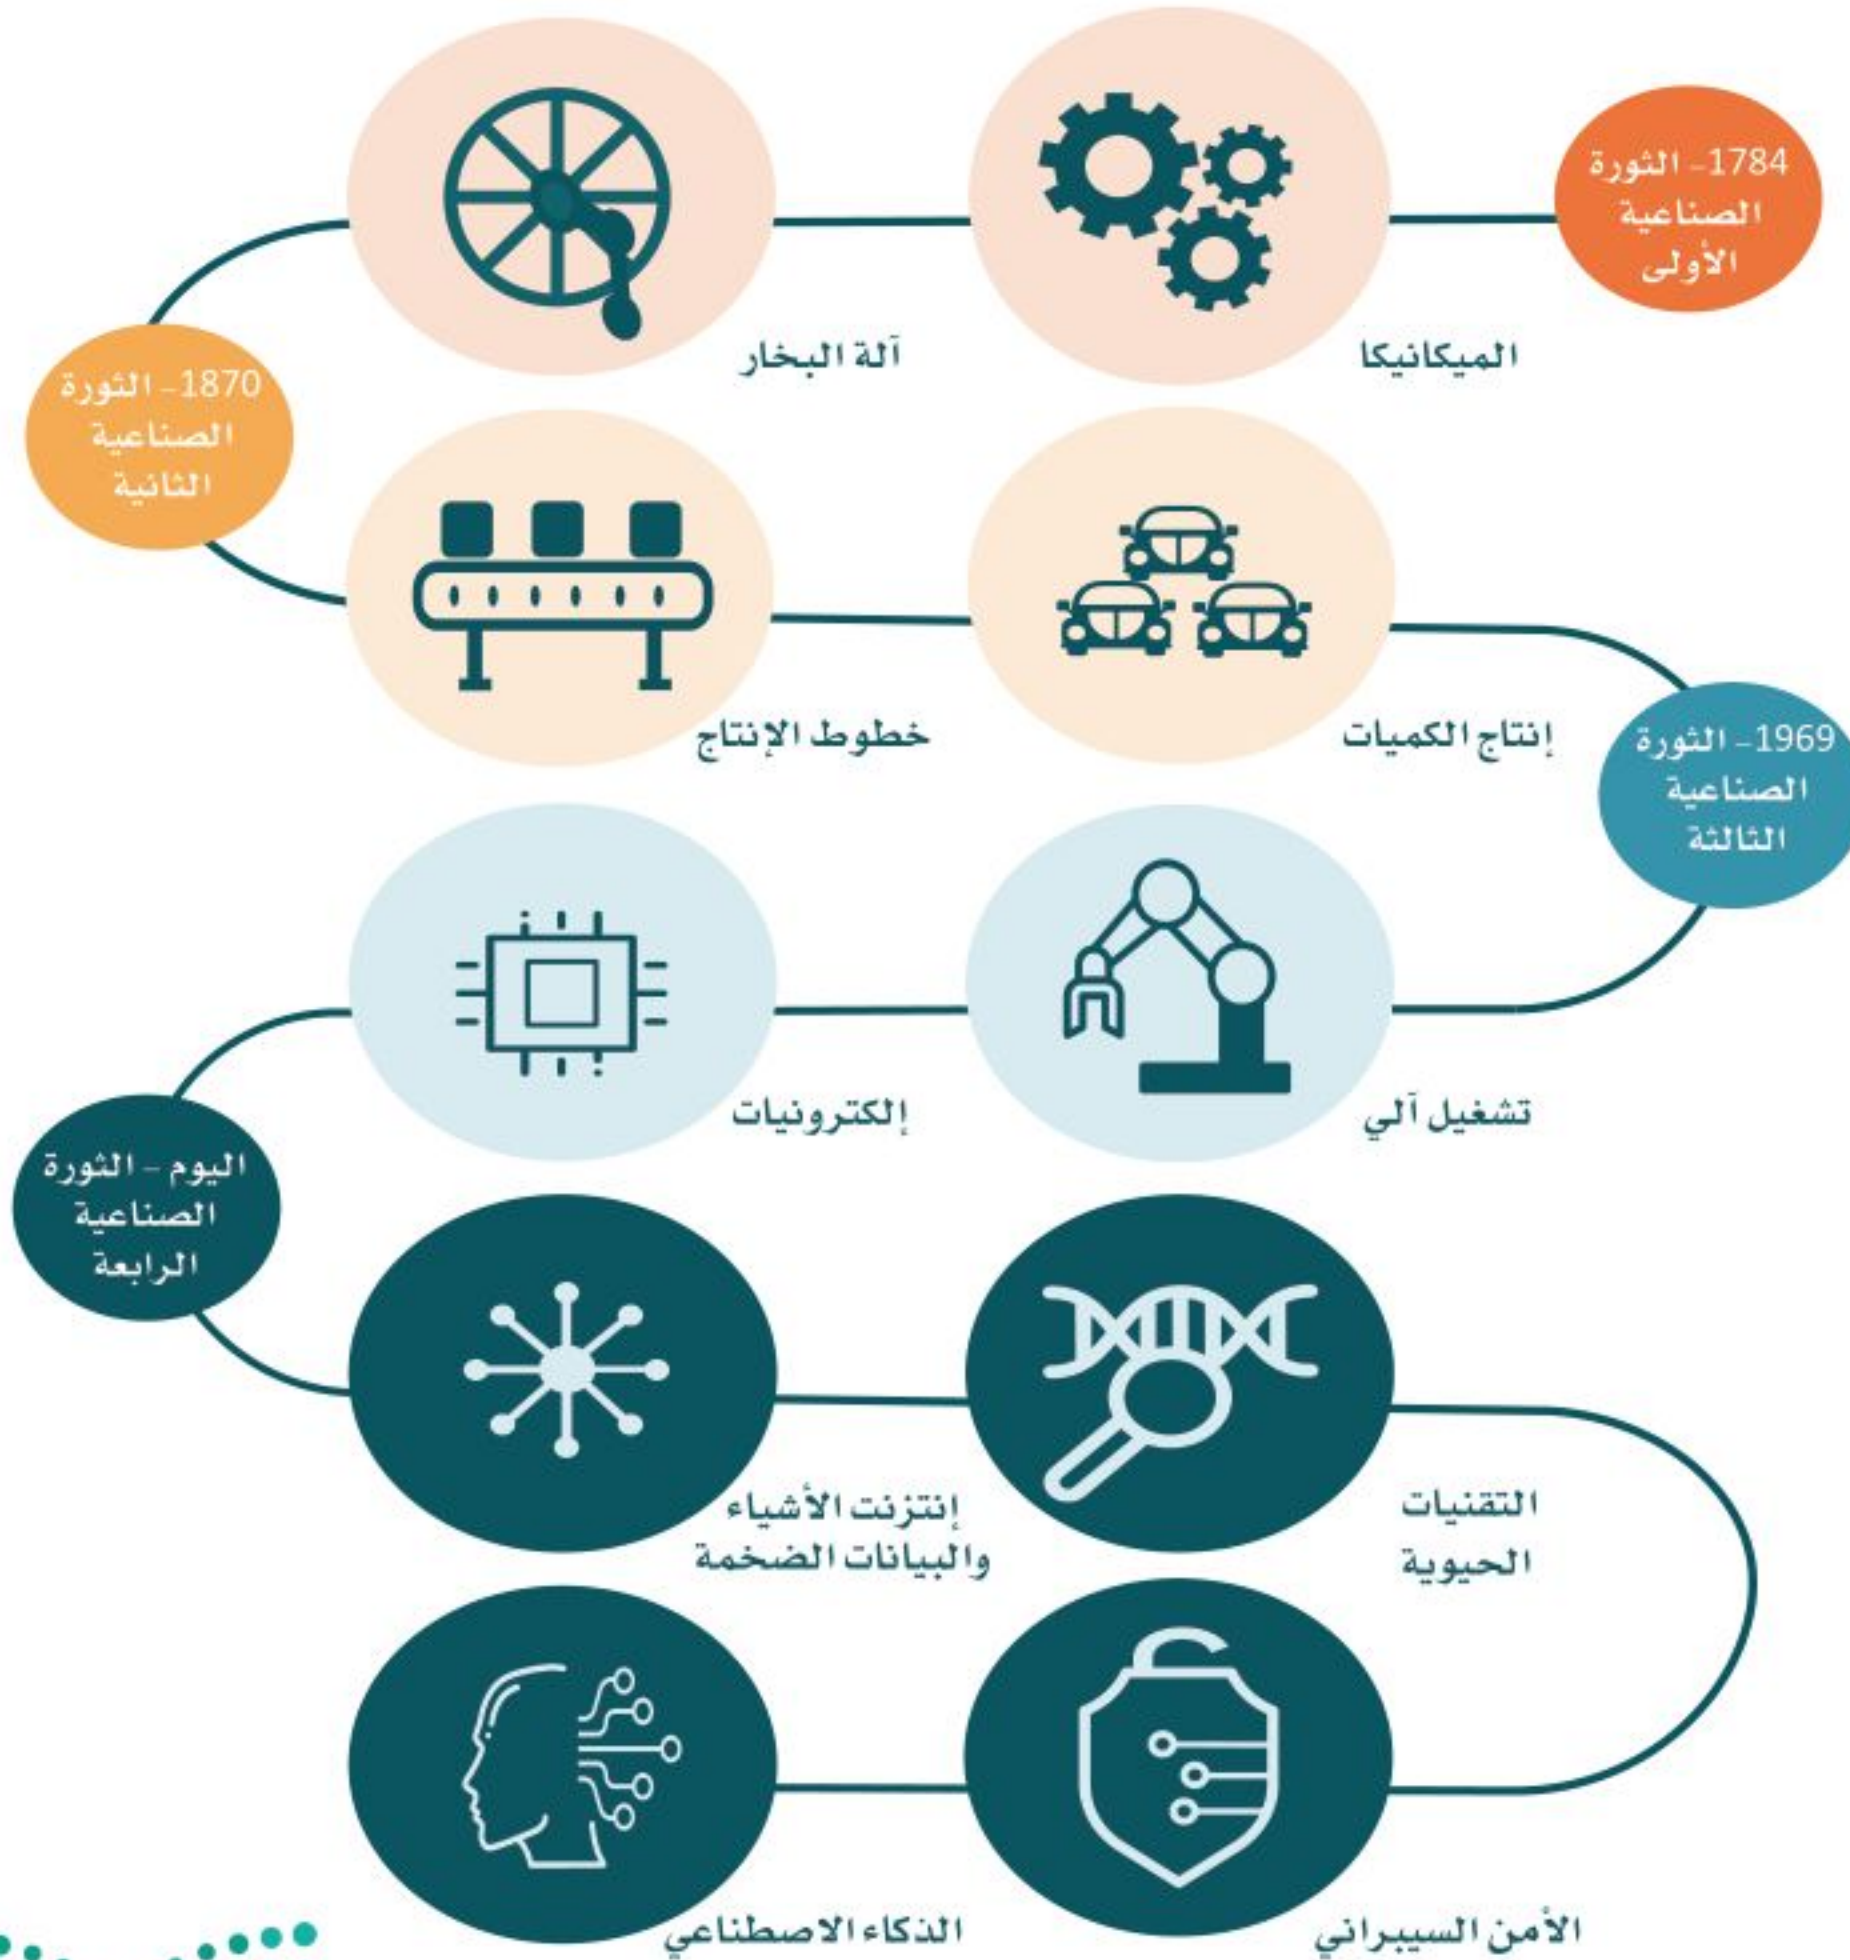 1784- الثورة
الصناعية
الأولى
الميكانيكا
آلة البخار
1870- الثورة
الصناعية
الثانية
خطوط الإنتاج
إنتاج الكميات
1969- الثورة
الصناعية
الثالثة
تشغيل آلي
إلكترونيات
اليوم - الثورة
الصناعية
الرابعة
إنتزنت الأشياء
والبيانات الضخمة
التقنيات
الحيوية
الأمن السيبراني
الذكاء الاصطناعي